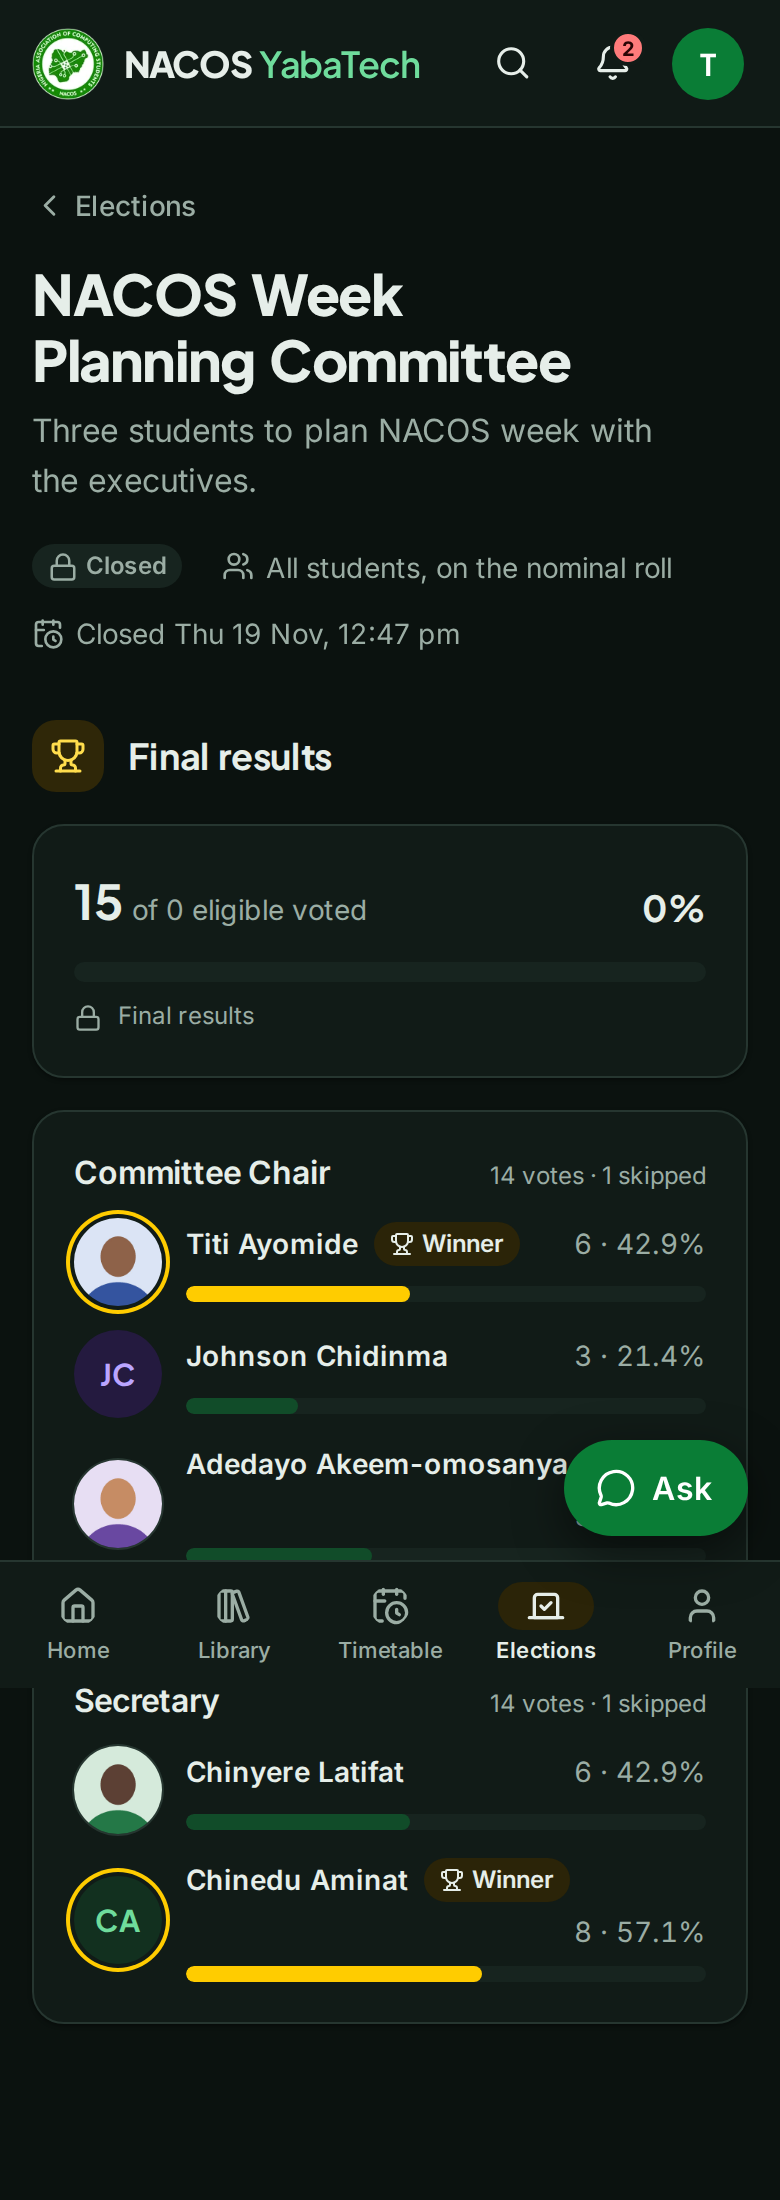 NACOS YabaTech
2
T
Elections
NACOS Week
Planning Committee
Three students to plan NACOS week with
the executives.
Closed
All students, on the nominal roll
Closed Thu 19 Nov, 12:47 pm
Final results
15 of 0 eligible voted
0%
Final results
Committee Chair
14 votes · 1 skipped
Titi Ayomide
Winner
6 · 42.9%
JC
Johnson Chidinma
3 · 21.4%
Adedayo Akeem-omosanya
Ask
Home
Library
Timetable
Elections
Profile
Secretary
14 votes · 1 skipped
Chinyere Latifat
6 · 42.9%
CA
Chinedu Aminat
Winner
8 · 57.1%